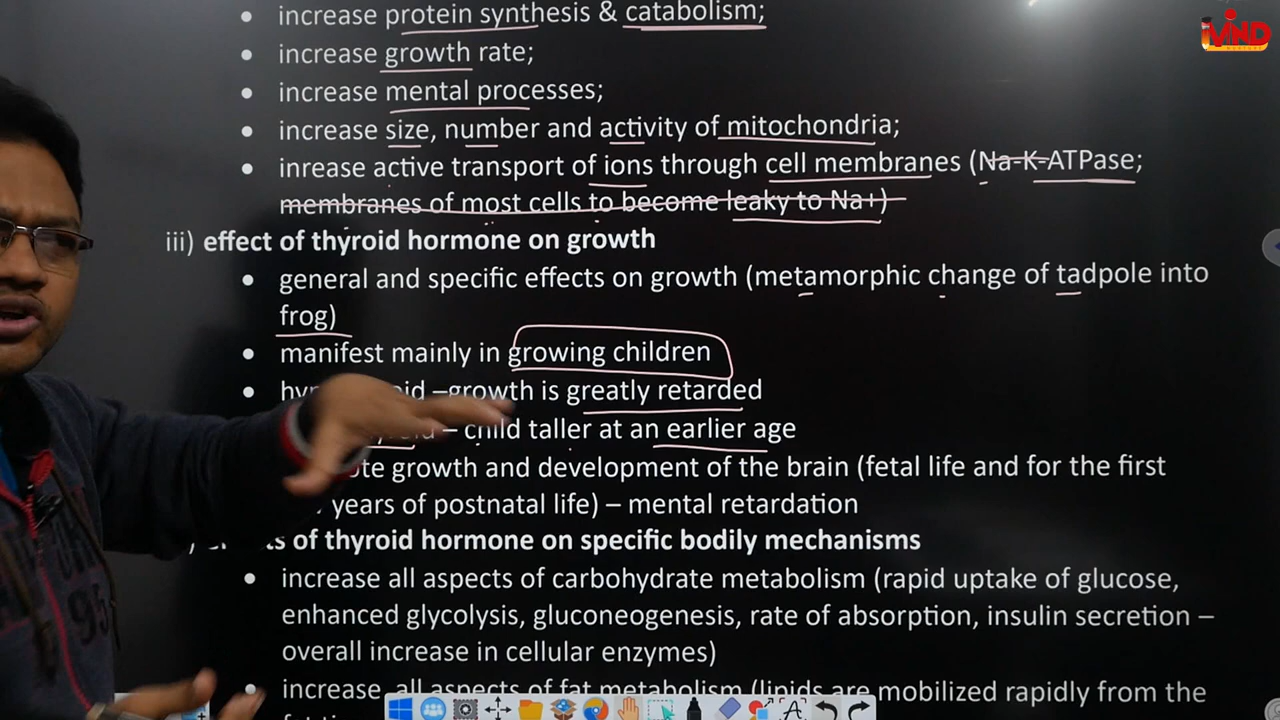 • increase protein synthesis & catabolism;
• increase growth rate;
• increase mental processes;
• increase size, number and activity of mitochondria;
• inrease active transport of ions through cell membranes (Na-K-ATPase;
membranes of most cells to become leaky to Na+)
iii) effect of thyroid hormone on growth
• general and specific effects on growth (metamorphic change of tadpole into
frog)
• manifest mainly in growing children
• –growth is greatly retarded
– child taller at an earlier age
growth and development of the brain (fetal life and for the first
years of postnatal life) – mental retardation
of thyroid hormone on specific bodily mechanisms
• increase all aspects of carbohydrate metabolism (rapid uptake of glucose,
enhanced glycolysis, gluconeogenesis, rate of absorption, insulin secretion –
overall increase in cellular enzymes)
• increase all aspects of fat metabolism (lipids are mobilized rapidly from the